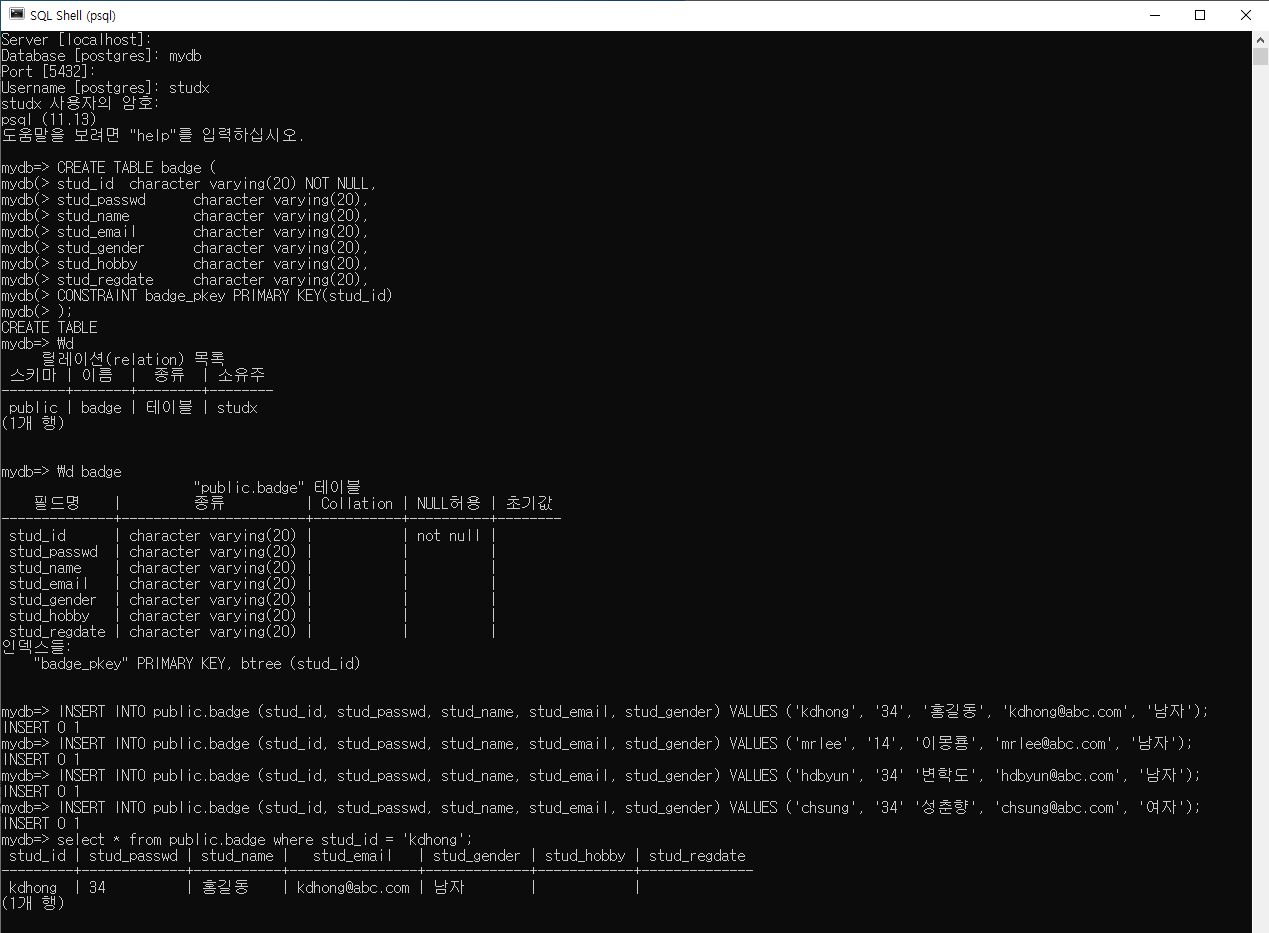 SQL Shell (psql)
Server [localhost]:
Database [postgres]: mydb
Port [5432]:
Username [postgres]: studx
studx 사용자의 암호:
psql (11.13)
도움말을 보려면 "help"를 입력하십시오.
mydb=> CREATE TABLE badge (
mydb(> stud_id  character varying(20) NOT NULL,
mydb(> stud_passwd      character varying(20),
mydb(> stud_name        character varying(20),
mydb(> stud_email       character varying(20),
mydb(> stud_gender      character varying(20),
mydb(> stud_hobby       character varying(20),
mydb(> stud_regdate     character varying(20),
mydb(> CONSTRAINT badge_pkey PRIMARY KEY(stud_id)
mydb(> );
CREATE TABLE
mydb=> ₩d
릴레이션(relation) 목록
스키마 | 이름  |  종류  | 소유주
--------+-------+--------+--------
public | badge | 테이블 | studx
(1개 행)
mydb=> ₩d badge
"public.badge" 테이블
필드명    |         종류          | Collation | NULL허용 | 초기값
--------------+-----------------------+-----------+----------+--------
stud_id      | character varying(20) |           | not null |
stud_passwd  | character varying(20) |           |          |
stud_name    | character varying(20) |           |          |
stud_email   | character varying(20) |           |          |
stud_gender  | character varying(20) |           |          |
stud_hobby   | character varying(20) |           |          |
stud_regdate | character varying(20) |           |          |
인덱스들:
"badge_pkey" PRIMARY KEY, btree (stud_id)
mydb=> INSERT INTO public.badge (stud_id, stud_passwd, stud_name, stud_email, stud_gender) VALUES ('kdhong', '34', '홍길동', 'kdhong@abc.com', '남자');
INSERT 0 1
mydb=> INSERT INTO public.badge (stud_id, stud_passwd, stud_name, stud_email, stud_gender) VALUES ('mrlee', '14', '이몽룡', 'mrlee@abc.com', '남자');
INSERT 0 1
mydb=> INSERT INTO public.badge (stud_id, stud_passwd, stud_name, stud_email, stud_gender) VALUES ('hdbyun', '34' '변학도', 'hdbyun@abc.com', '남자');
INSERT 0 1
mydb=> INSERT INTO public.badge (stud_id, stud_passwd, stud_name, stud_email, stud_gender) VALUES ('chsung', '34' '성춘향', 'chsung@abc.com', '여자');
INSERT 0 1
mydb=> select * from public.badge where stud_id = 'kdhong';
stud_id | stud_passwd | stud_name |   stud_email   | stud_gender | stud_hobby | stud_regdate
---------+-------------+-----------+----------------+-------------+------------+--------------
kdhong  | 34          | 홍길동    | kdhong@abc.com | 남자        |            |
(1개 행)